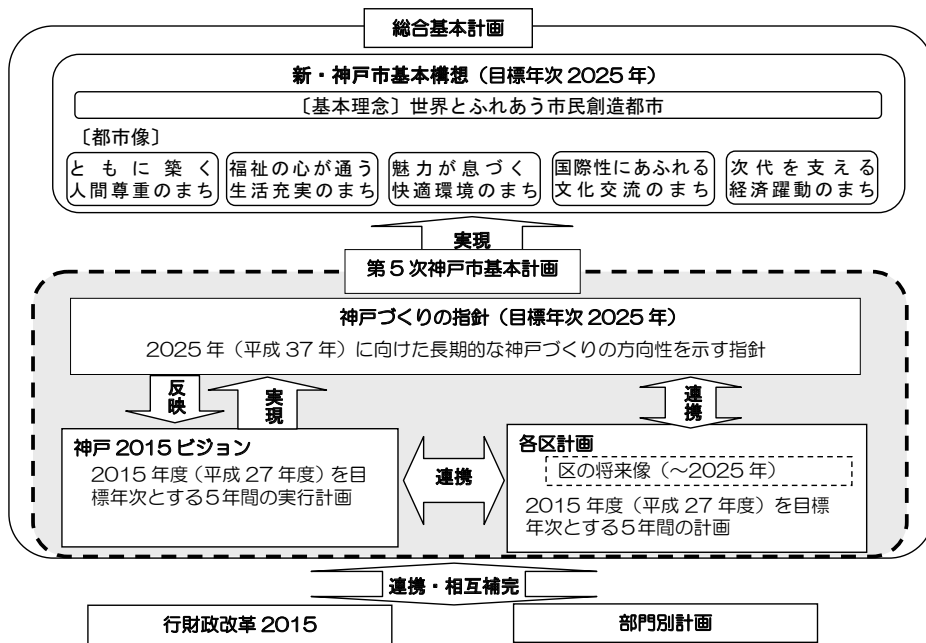 総合基本計画
新・神戸市基本構想（目標年次 2025 年）
〔基本理念〕世界とふれあう市民創造都市
〔都市像〕
ともに築く
人間尊重のまち
福祉の心が通う
生活充実のまち
魅力が息づく
快適環境のまち
国際性にあふれる
文化交流のまち
次代を支える
経済躍動のまち
実現
第５次神戸市基本計画
神戸づくりの指針（目標年次 2025 年）
2025 年（平成 37 年）に向けた長期的な神戸づくりの方向性を示す指針
反映
実現
連携
神戸 2015 ビジョン
2015 年度（平成 27 年度）を目
標年次とする５年間の実行計画
連携
各区計画
区の将来像（～2025 年）
2015 年度（平成 27 年度）を目標
年次とする５年間の計画
連携・相互補完
行財政改革 2015
部門別計画